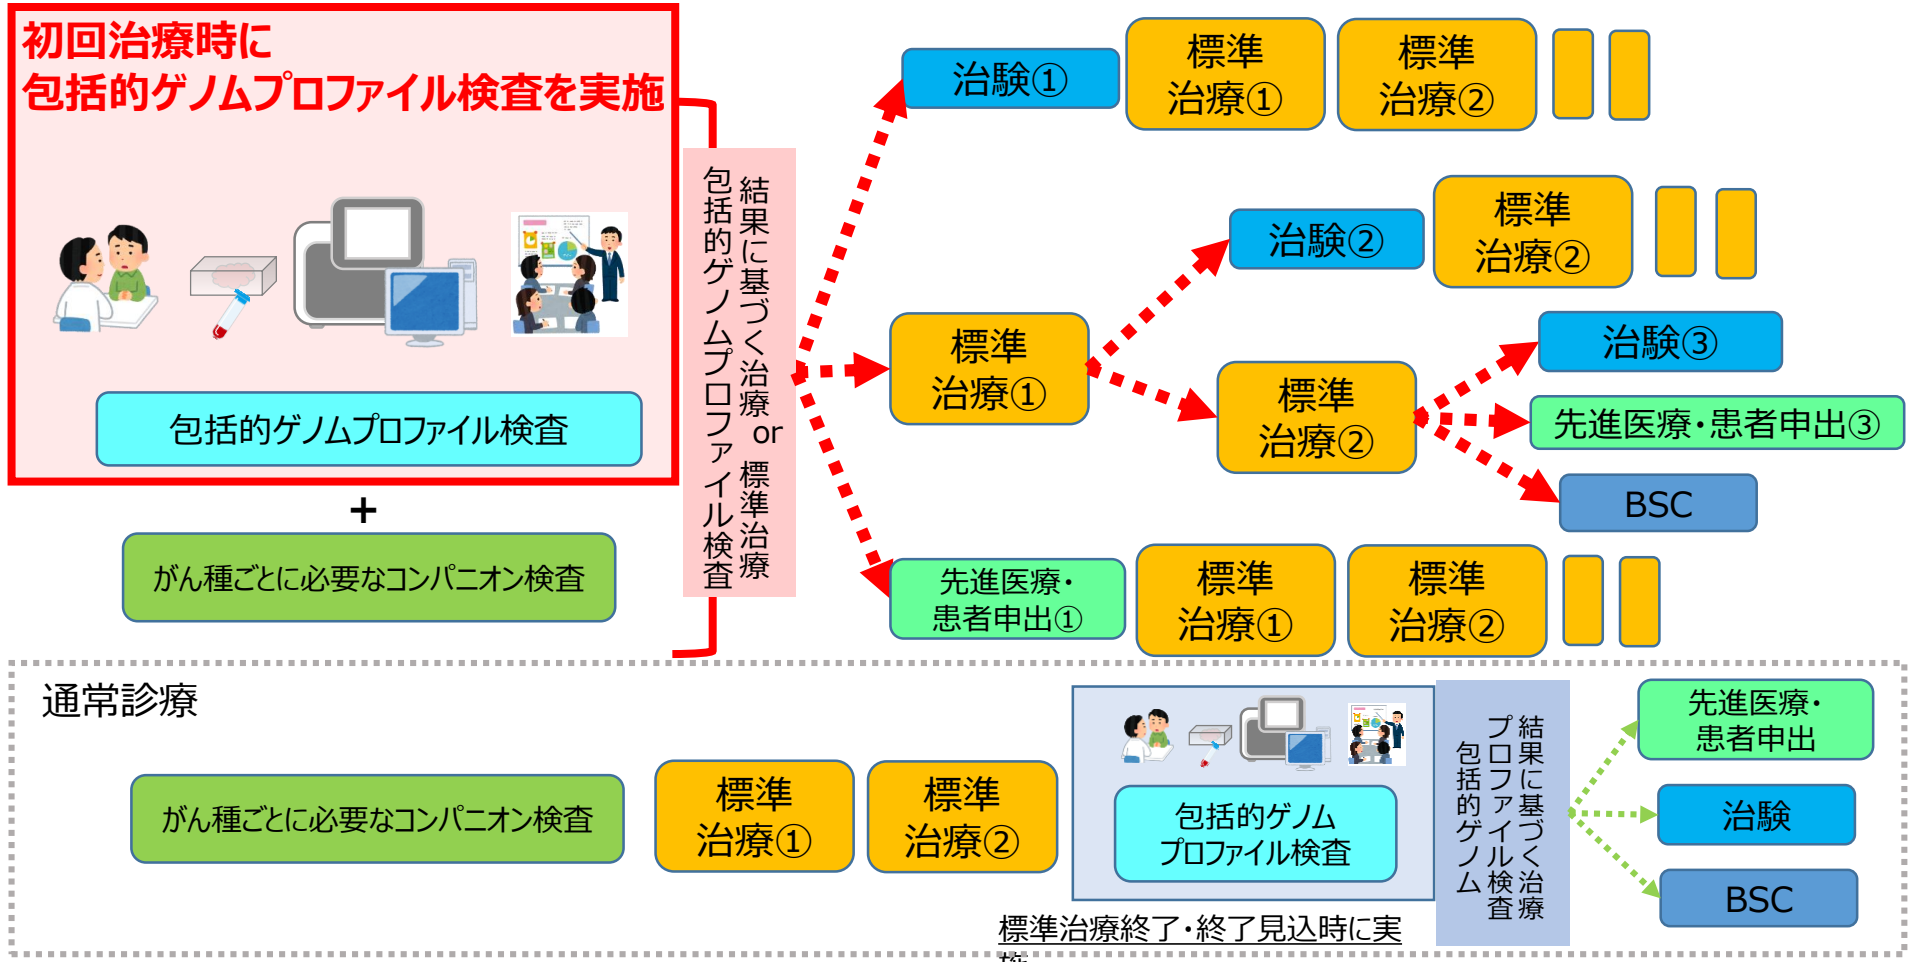 初回治療時に
包括的ゲノムプロファイル検査を実施
包括的ゲノムプロファイル検査
+
がん種ごとに必要なコンパニオン検査
包括的ゲノムプロファイル検査
結果に基づく治療 or 標準治療
治験①
標準
治療①
標準
治療②
標準
治療①
治験②
標準
治療②
標準
治療②
治験③
先進医療・患者申出③
BSC
先進医療・
患者申出①
標準
治療①
標準
治療②
通常診療
がん種ごとに必要なコンパニオン検査
標準
治療①
標準
治療②
包括的ゲノム
プロファイル検査
標準治療終了・終了見込時に実
施
包括的ゲノム
プロファイル検査
結果に基づく治療
先進医療・
患者申出
治験
BSC